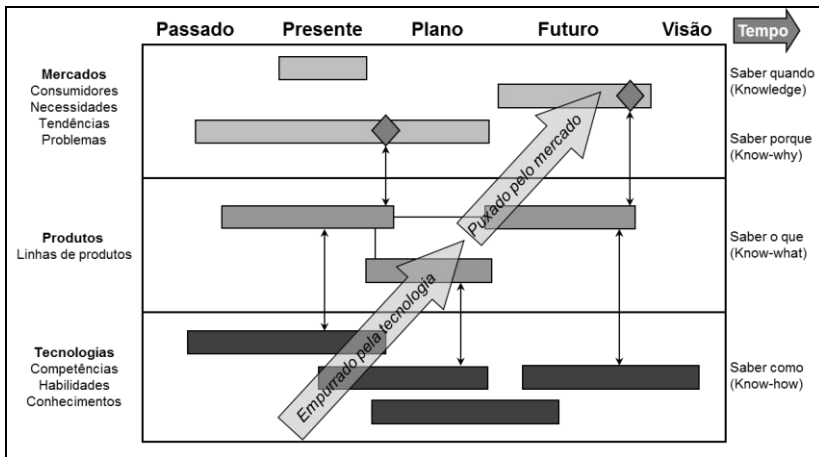 Passado Presente Plano Futuro Visão Tempo
Mercados
Consumidores
Necessidades
Tendências
Problemas
Saber quando
(Knowledge)
Saber porque
(Know-why)
Puxado pelo mercado
Produtos
Linhas de produtos
Saber o que
(Know-what)
Empurrado pela tecnologia
Tecnologias
Competências
Habilidades
Conhecimentos
Saber como
(Know-how)